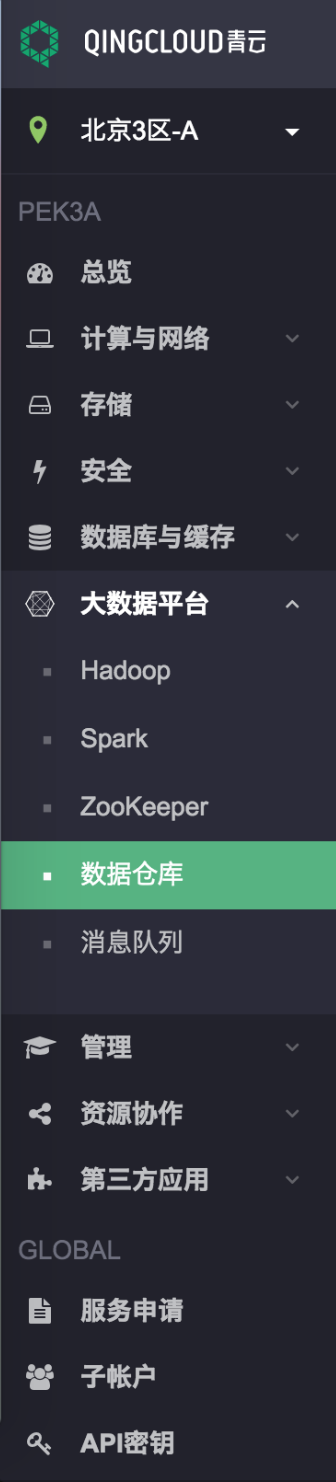 QINGCLOUD青云
北京3区-A
PEK3A
总览
计算与网络
存储
安全
数据库与缓存
大数据平台
Hadoop
Spark
ZooKeeper
数据仓库
消息队列
管理
资源协作
第三方应用
GLOBAL
服务申请
子帐户
API密钥